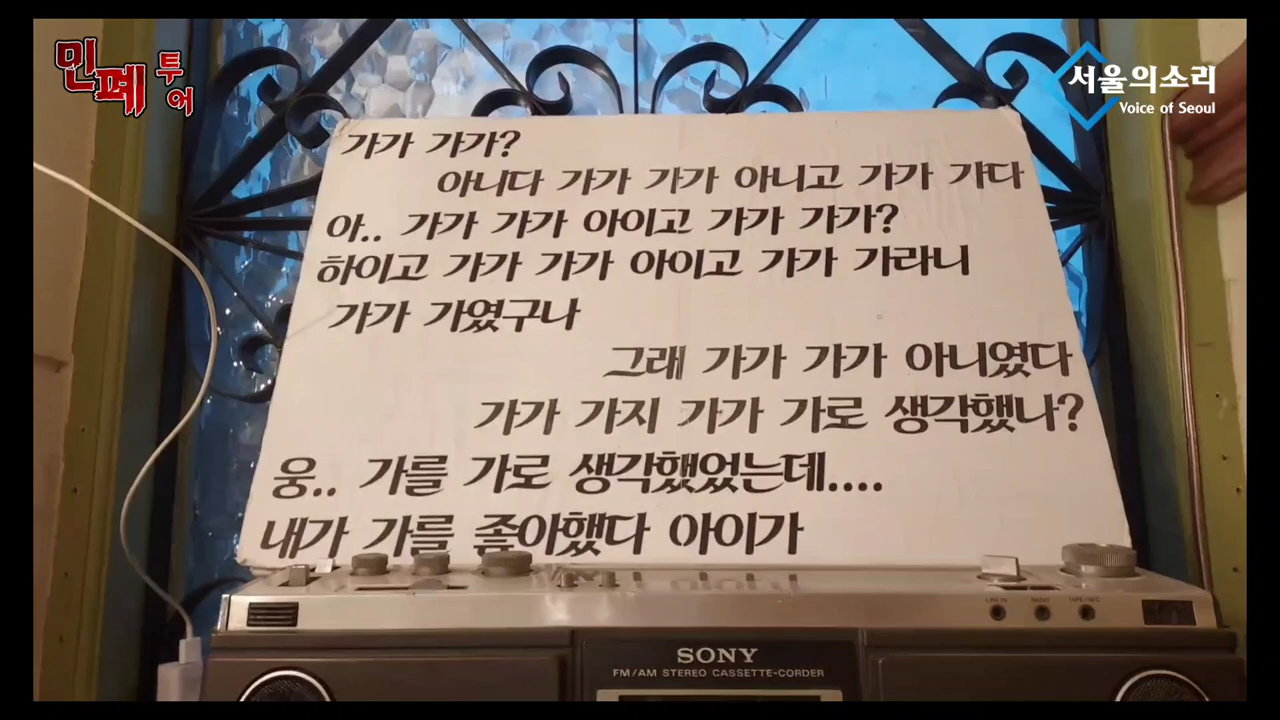 민폐 투어
서울의소리
Voice of Seoul
가가 가가?
아니다 가가 가가 아니고 가가 가다
아.. 가가 가가 아이고 가가 가가?
하이고 가가 가가 아이고 가가 가라니
가가 가였구나
그래 가가 가가 아니였다
가가 가지 가가 가로 생각했나?
웅.. 가를 가로 생각했었는데....
내가 가를 좋아했다 아이가
LINE IN RADIO TAPE/MIC
SONY
FM/AM STEREO CASSETTE-CORDER